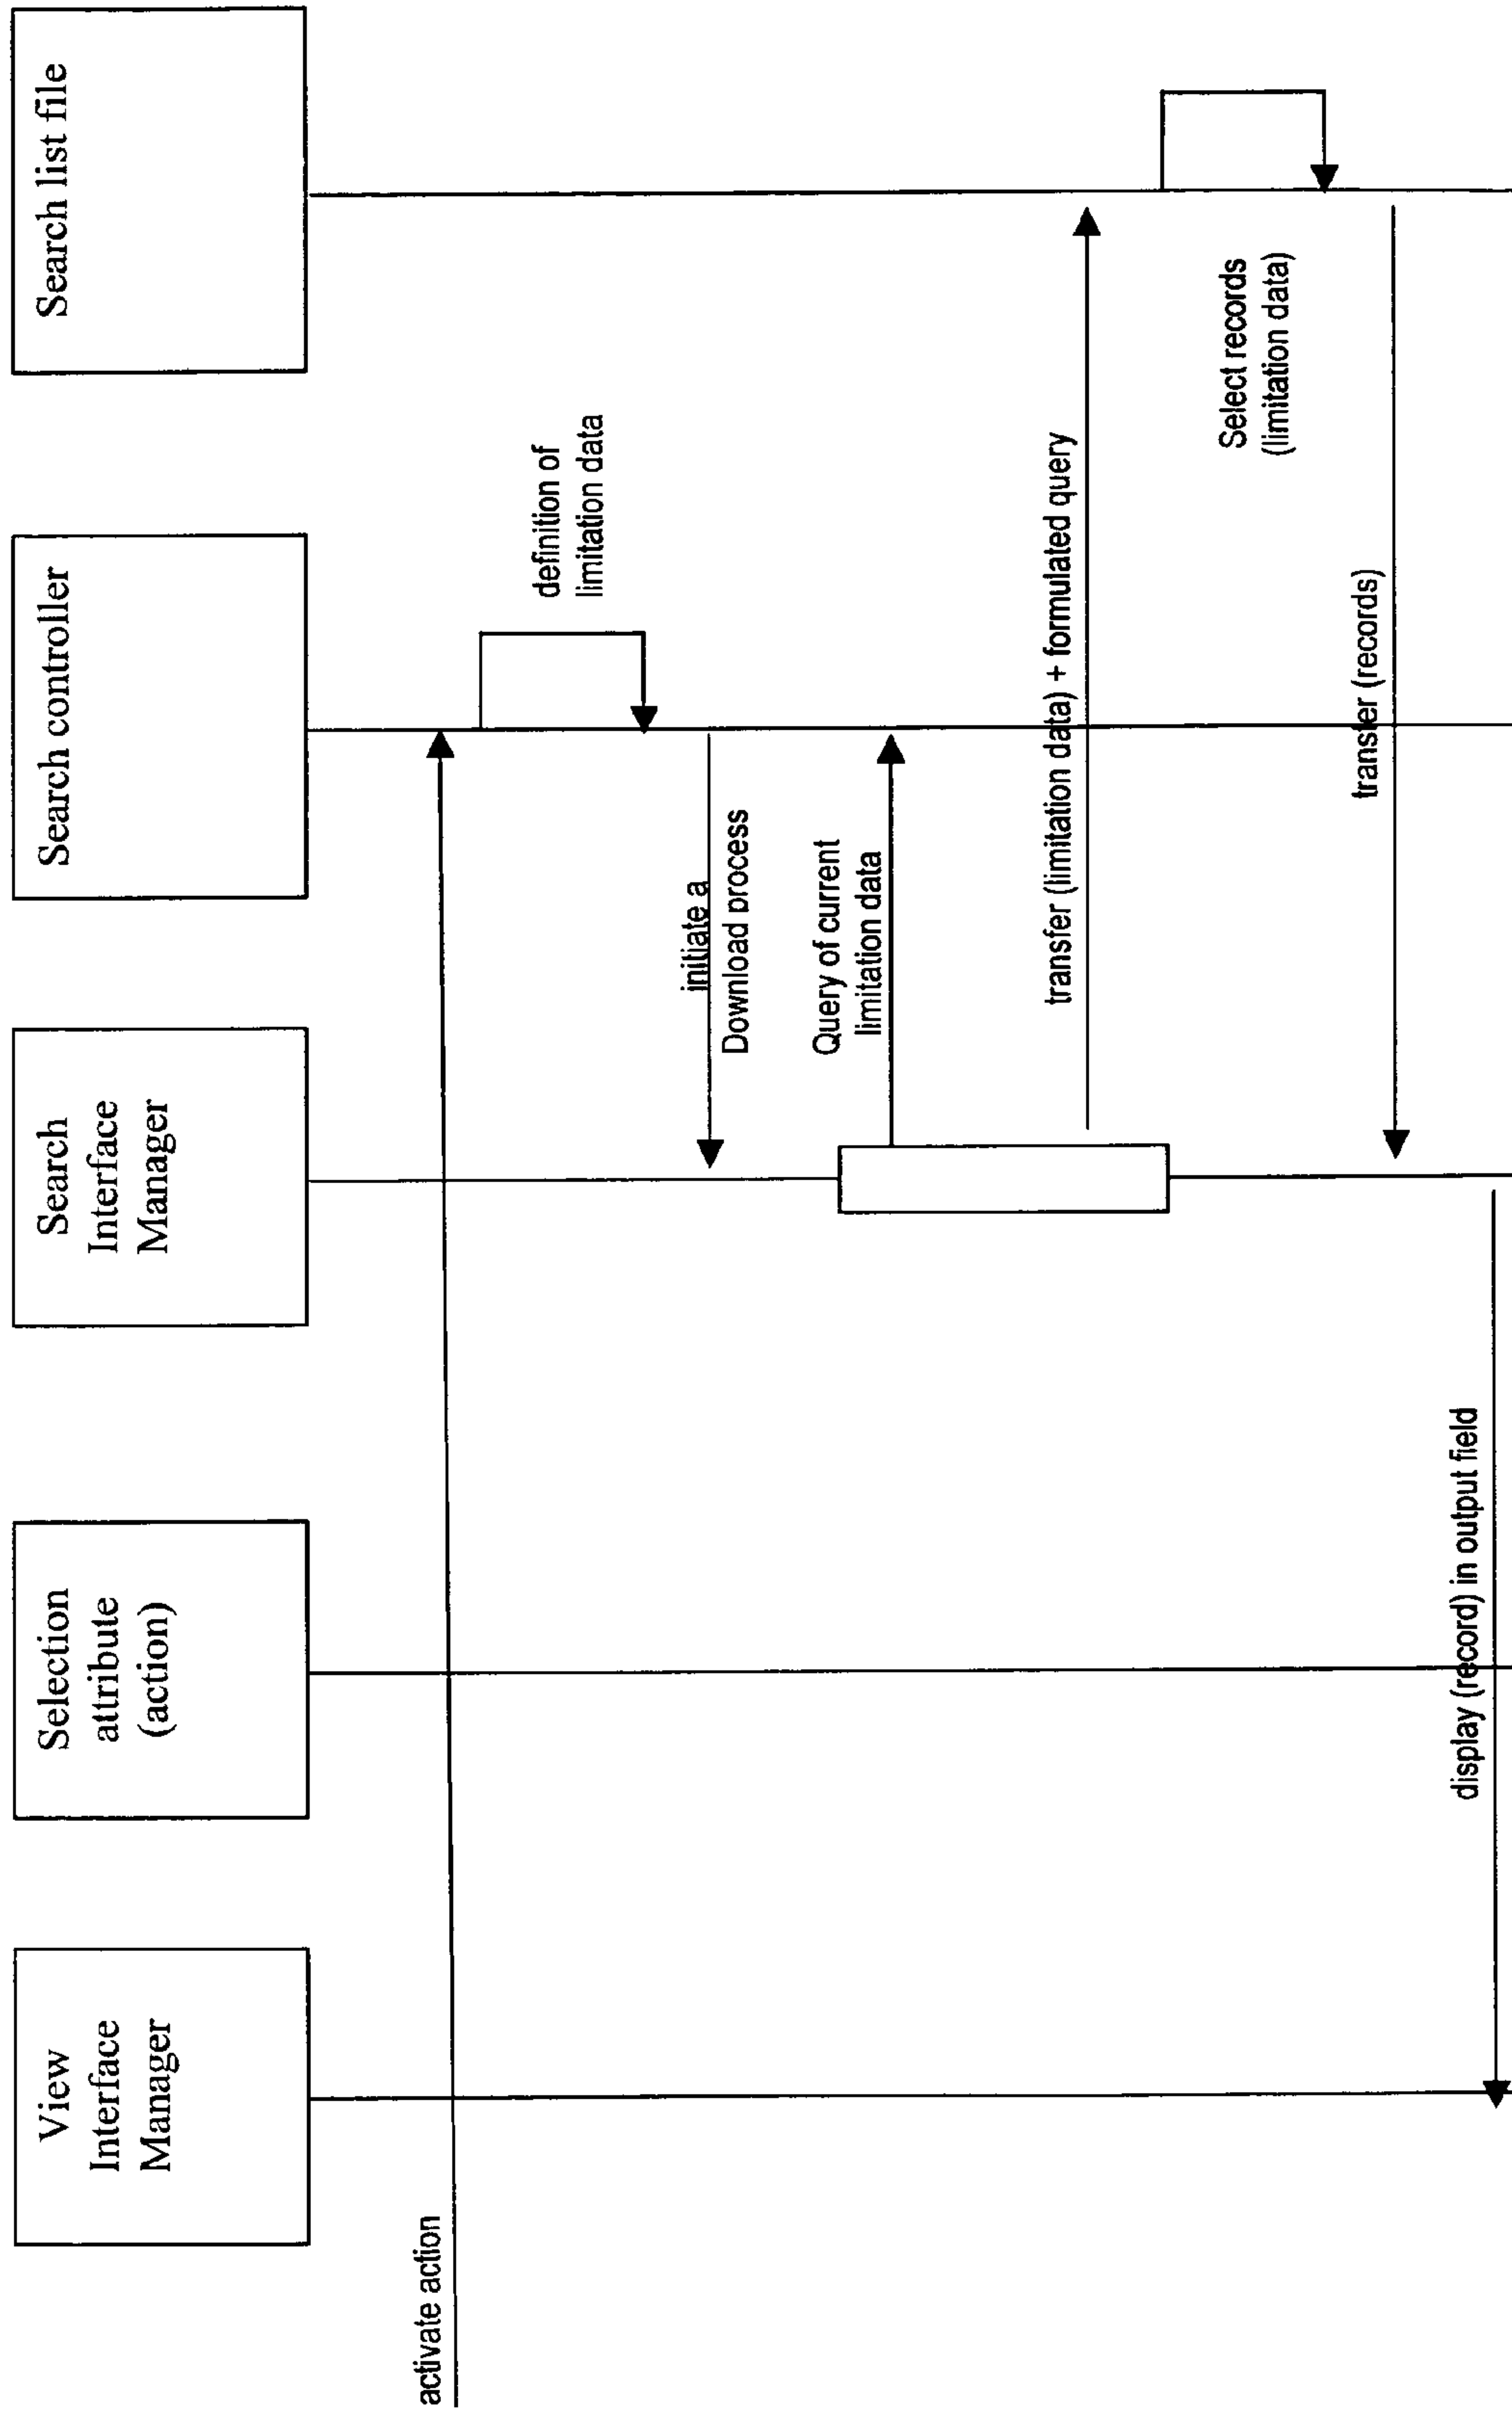 View
Interface
Manager
Selection
attribute
(action)
Search
Interface
Manager
Search controller
Search list file
activate action
definition of
limitation data
initiate a
Download process
Query of current
limitation data
transfer (limitation data) + formulated query
Select records
(limitation data)
transfer (records)
display (record) in output field